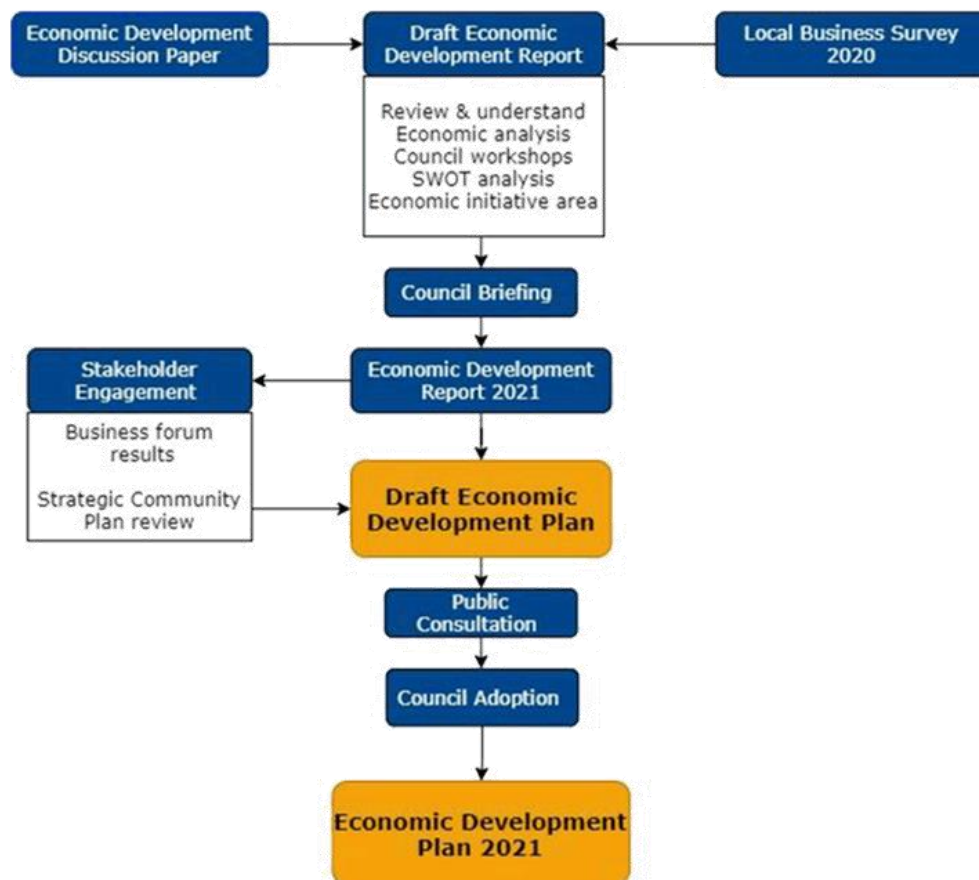 Economic Development
Discussion Paper
Draft Economic
Development Report
Local Business Survey
2020
Review & understand
Economic analysis
Council workshops
SWOT analysis
Economic initiative area
Council Briefing
Stakeholder
Engagement
Economic Development
Report 2021
Business forum
results
Strategic Community
Plan review
Draft Economic
Development Plan
Public
Consultation
Council Adoption
Economic Development
Plan 2021